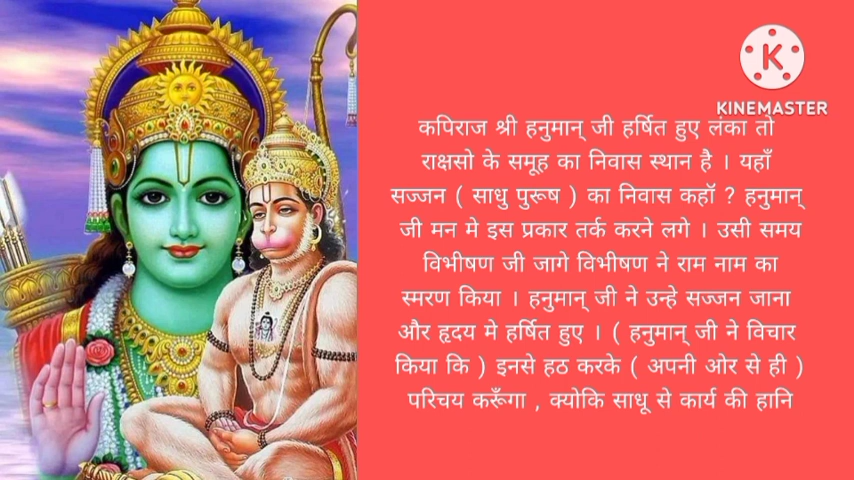 KINEMASTER
कपिराज श्री हनुमान् जी हर्षित हुए लंका तो
राक्षसो के समूह का निवास स्थान है । यहाँ
सज्जन ( साधु पुरूष ) का निवास कहॉ ? हनुमान्
जी मन मे इस प्रकार तर्क करने लगे । उसी समय
विभीषण जी जागे विभीषण ने राम नाम का
स्मरण किया । हनुमान् जी ने उन्हे सज्जन जाना
और हृदय मे हर्षित हुए । ( हनुमान् जी ने विचार
किया कि ) इनसे हठ करके ( अपनी ओर से ही )
परिचय करूँगा , क्योकि साधू से कार्य की हानि